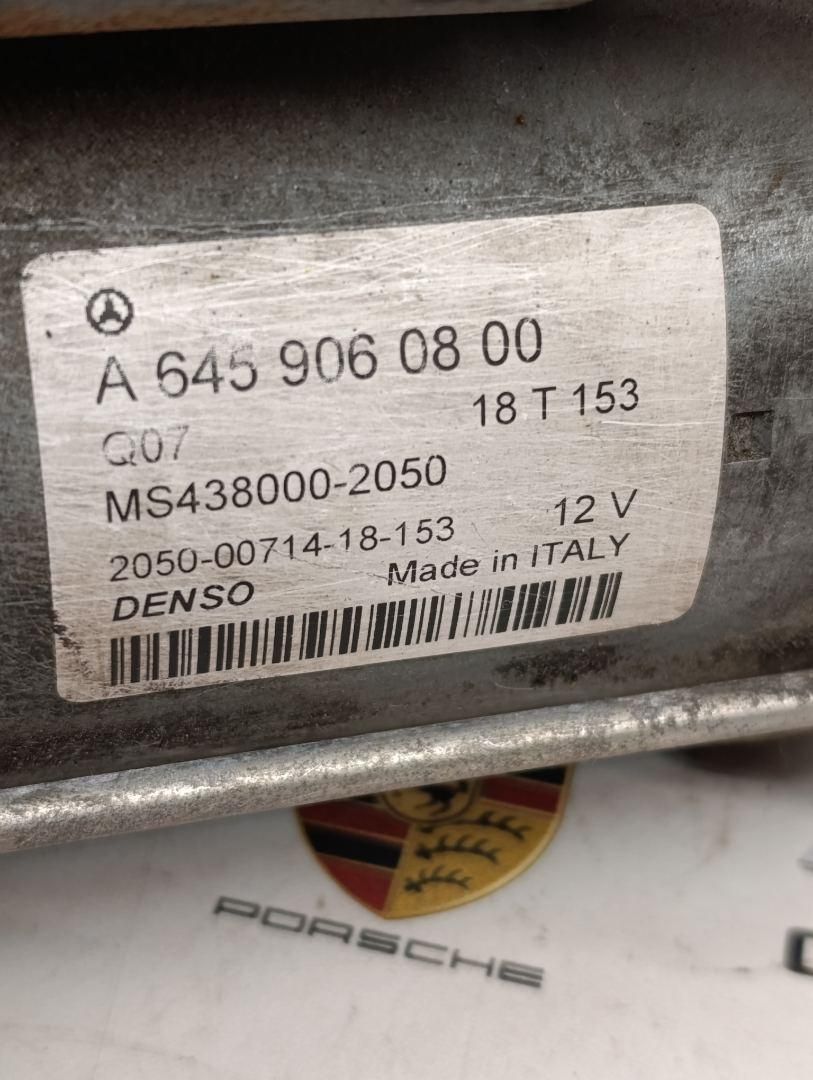 A 645 906 08 00
18 T 153
Q07
MS438000-2050
12 V
2050-00714-18-153
Made in ITALY
DENSO
PORSCHE